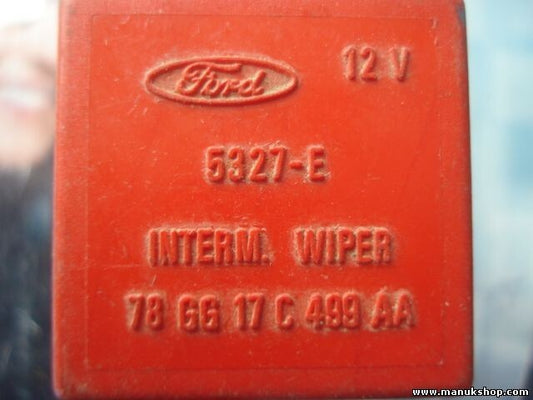 Ford 12 V
5327-E
INTERM. WIPER
78 GG 17 C 499 AA
www.manukshop.com